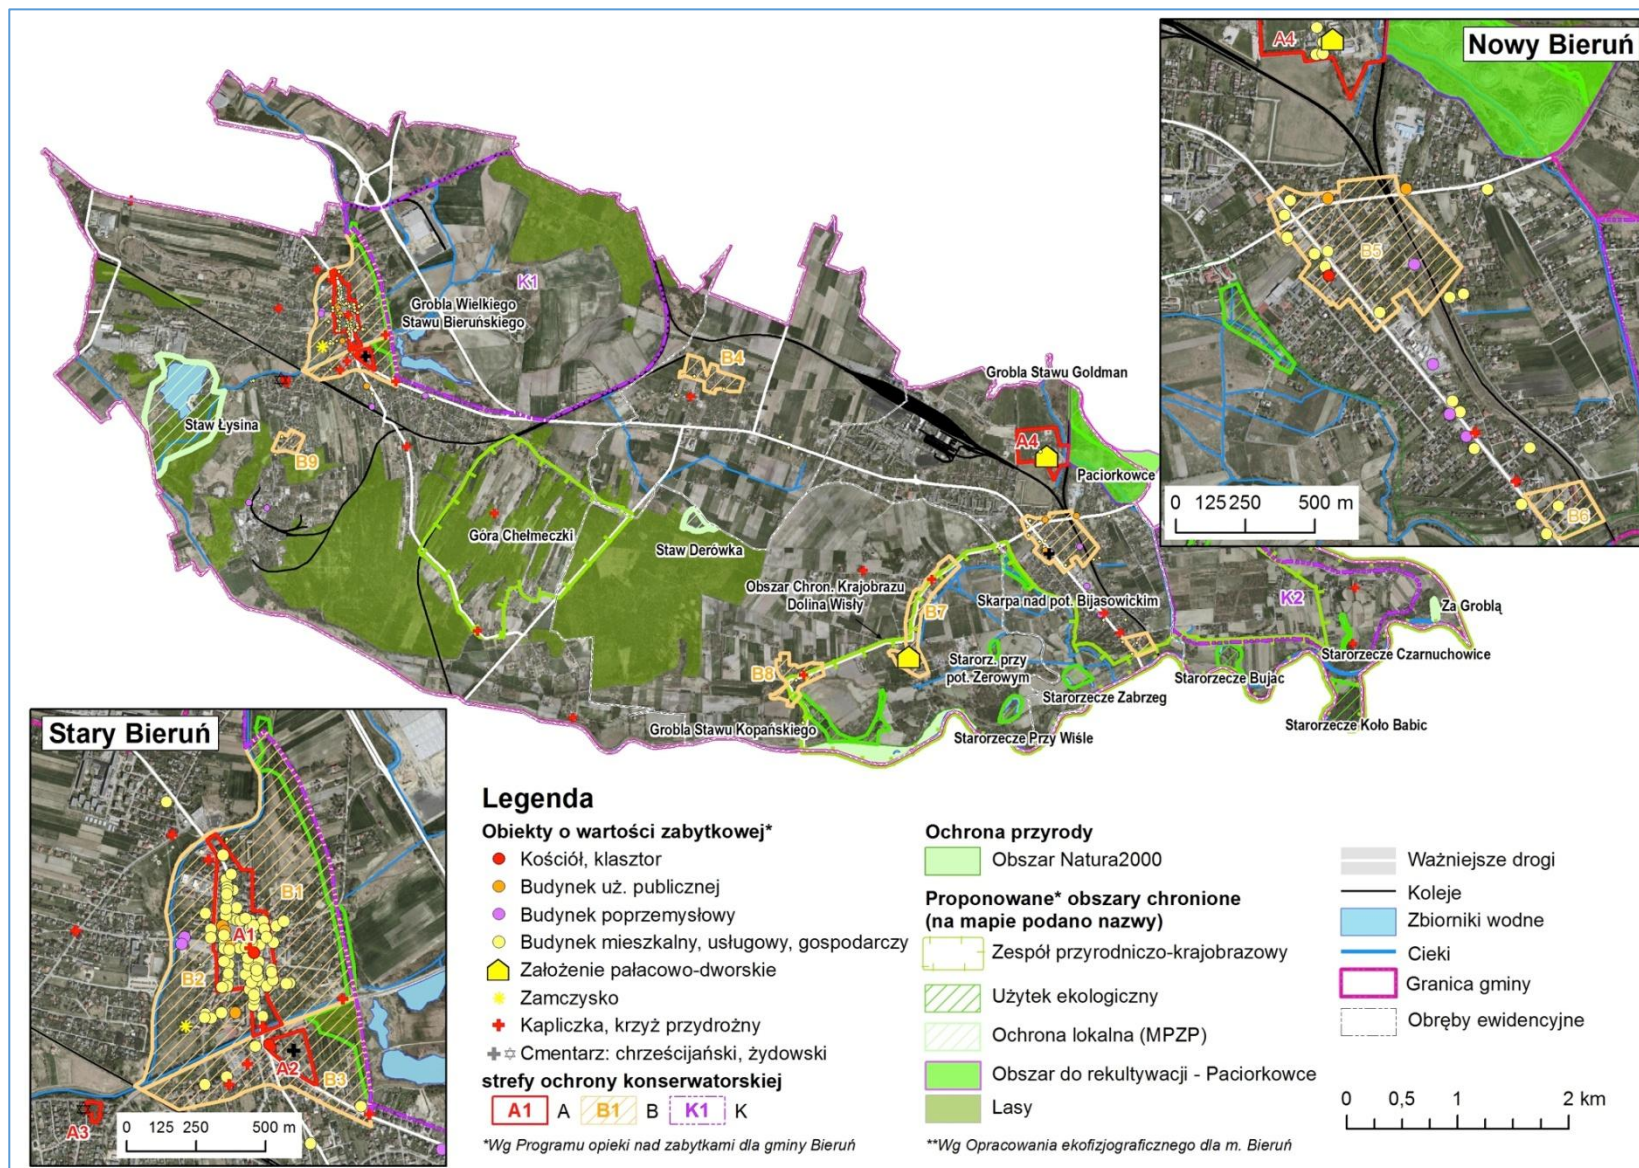 Nowy Bieruń
A4
B5
B6
0 125 250 500 m
K1
Grobla Wielkiego
Stawu Bieruńskiego
B4
Grobla Stawu Goldman
A4
Paciorkowce
Staw Łysina
B9
Góra Chełmeczki
Staw Derówka
Obszar Chron. Krajobrazu
Dolina Wisły
B7
Skarpa nad pot. Bijasowickim
K2
Za Groblą
Starorzecze Czarnuchowice
Starorz. przy
pot. Zerowym
B8
Starorzecze Bujac
Starorzecze Zabrzeg
Starorzecze Koło Babic
Grobla Stawu Kopańskiego
Starorzecze Przy Wiśle
Stary Bieruń
B1
A1
B2
A2
B3
A3
0 125 250 500 m
Legenda
Obiekty o wartości zabytkowej*
Kościół, klasztor
Budynek uż. publicznej
Budynek poprzemysłowy
Budynek mieszkalny, usługowy, gospodarczy
Założenie pałacowo-dworskie
Zamczysko
Kapliczka, krzyż przydrożny
Cmentarz: chrześcijański, żydowski
strefy ochrony konserwatorskiej
A1 A B1 B K1 K
*Wg Programu opieki nad zabytkami dla gminy Bieruń
Ochrona przyrody
Obszar Natura2000
Proponowane* obszary chronione
(na mapie podano nazwy)
Zespół przyrodniczo-krajobrazowy
Użytek ekologiczny
Ochrona lokalna (MPZP)
Obszar do rekultywacji - Paciorkowce
Lasy
**Wg Opracowania ekofizjograficznego dla m. Bieruń
Ważniejsze drogi
Koleje
Zbiorniki wodne
Cieki
Granica gminy
Obręby ewidencyjne
0 0,5 1 2 km